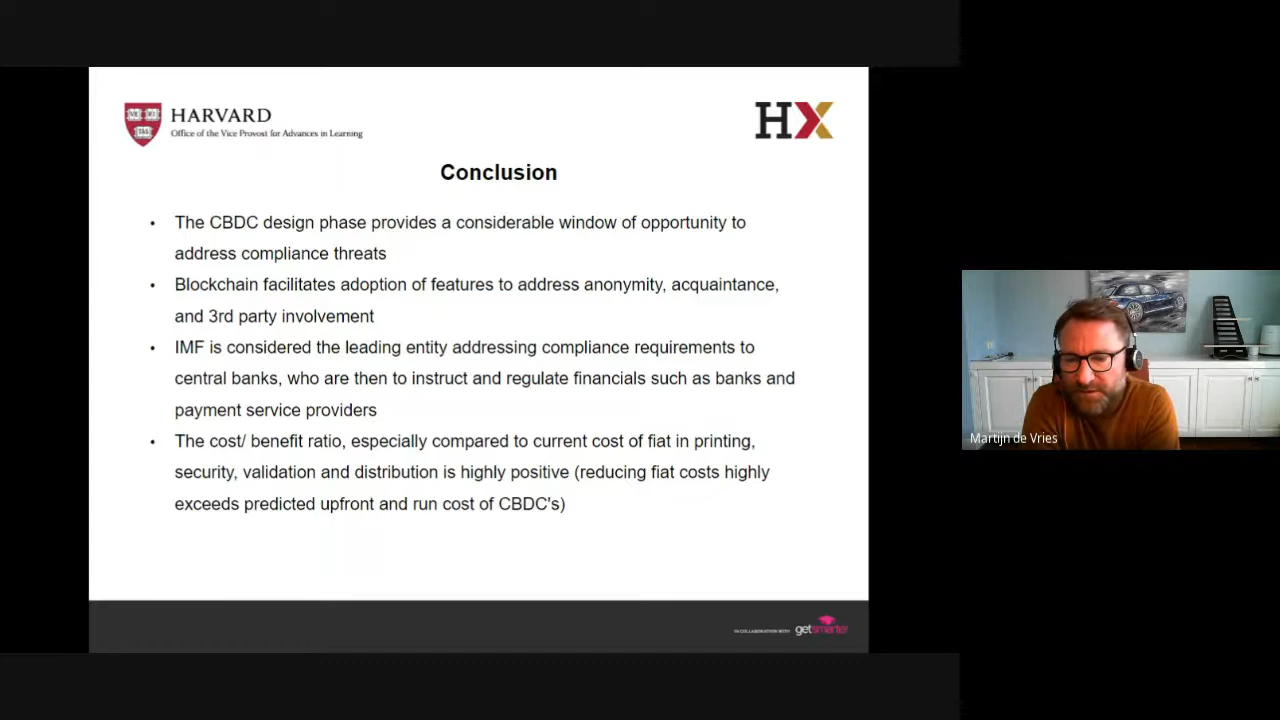 HARVARD
Office of the Vice Provost for Advances in Learning
HX
Conclusion
• The CBDC design phase provides a considerable window of opportunity to
address compliance threats
• Blockchain facilitates adoption of features to address anonymity, acquaintance,
and 3rd party involvement
• IMF is considered the leading entity addressing compliance requirements to
central banks, who are then to instruct and regulate financials such as banks and
payment service providers
• The cost/ benefit ratio, especially compared to current cost of fiat in printing,
security, validation and distribution is highly positive (reducing fiat costs highly
exceeds predicted upfront and run cost of CBDC's)
IN COLLABORATION WITH getsmarter
Martijn de Vries